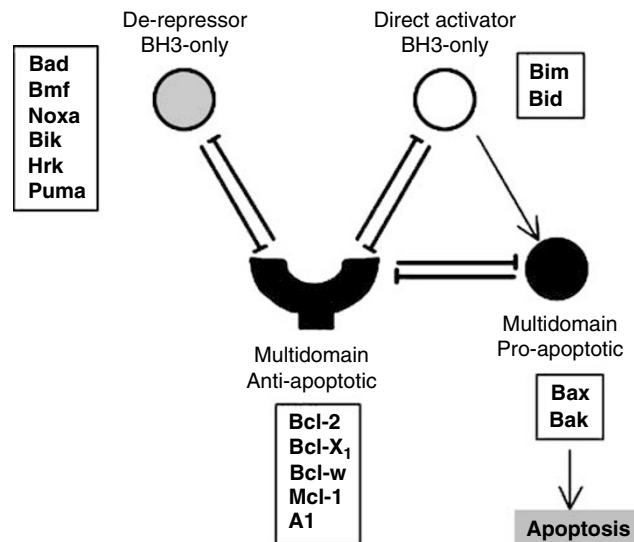 De-repressor
BH3-only
Bad
Bmf
Noxa
Bik
Hrk
Puma
Direct activator
BH3-only
Bim
Bid
Multidomain
Anti-apoptotic
Bcl-2
Bcl-X₁
Bcl-w
Mcl-1
A1
Multidomain
Pro-apoptotic
Bax
Bak
Apoptosis